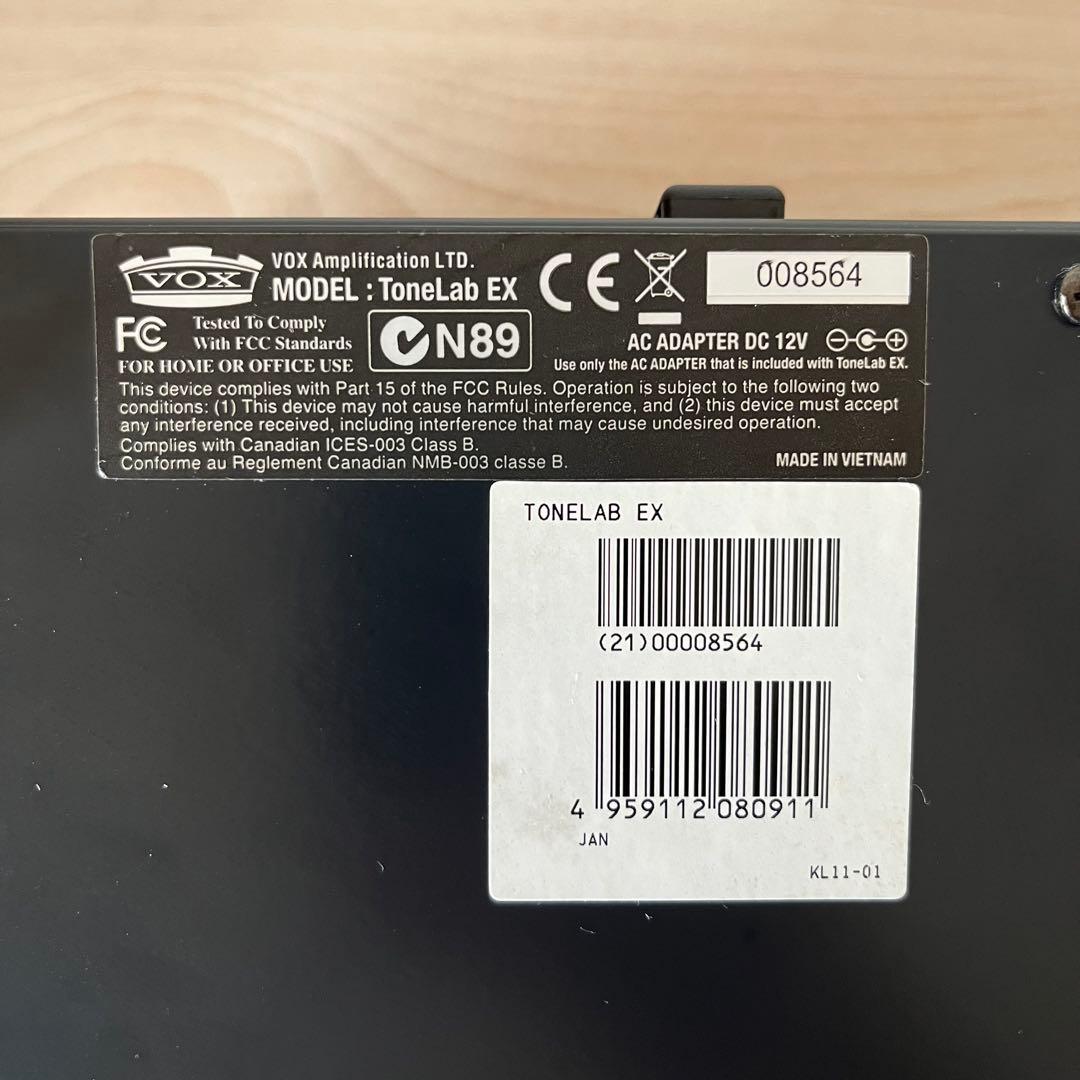 VOX
VOX Amplification LTD.
MODEL : ToneLab EX
CE
008564
FC
Tested To Comply
With FCC Standards
FOR HOME OR OFFICE USE
N89
AC ADAPTER DC 12V
Use only the AC ADAPTER that is included with ToneLab EX.
This device complies with Part 15 of the FCC Rules. Operation is subject to the following two
conditions: (1) This device may not cause harmful interference, and (2) this device must accept
any interference received, including interference that may cause undesired operation.
Complies with Canadian ICES-003 Class B.
Conforme au Reglement Canadian NMB-003 classe B.
MADE IN VIETNAM
TONELAB EX
(21)00008564
4 959112 080911
JAN
KL11-01